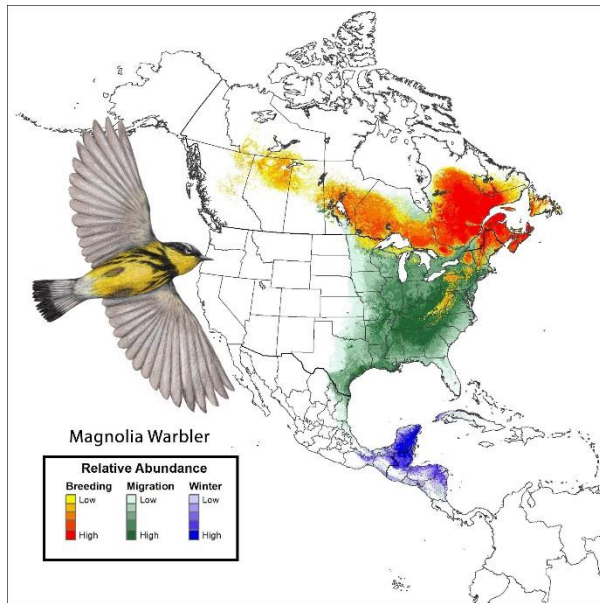 Magnolia Warbler
Relative Abundance
Breeding Migration Winter
Low Low Low
High High High